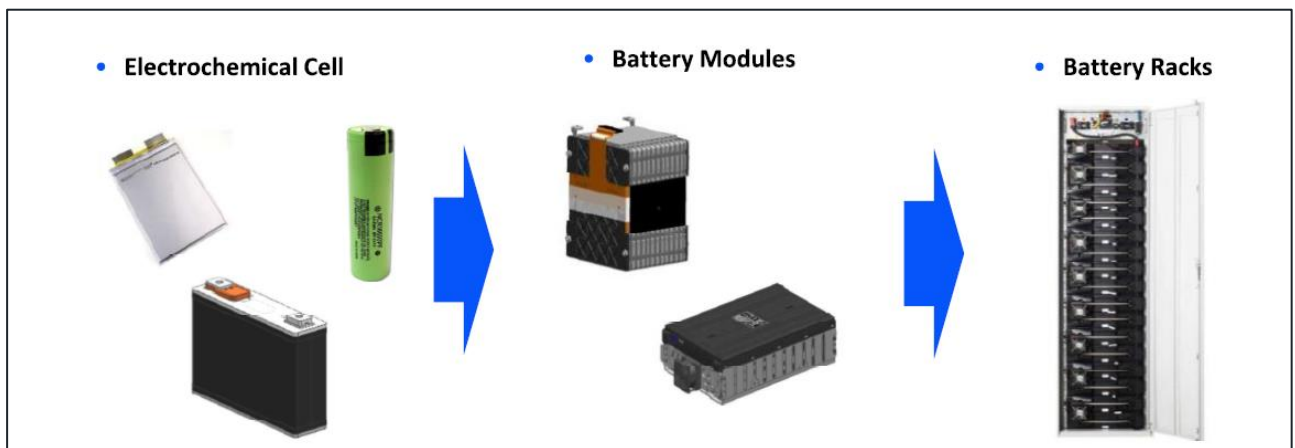 • Electrochemical Cell
• Battery Modules
• Battery Racks